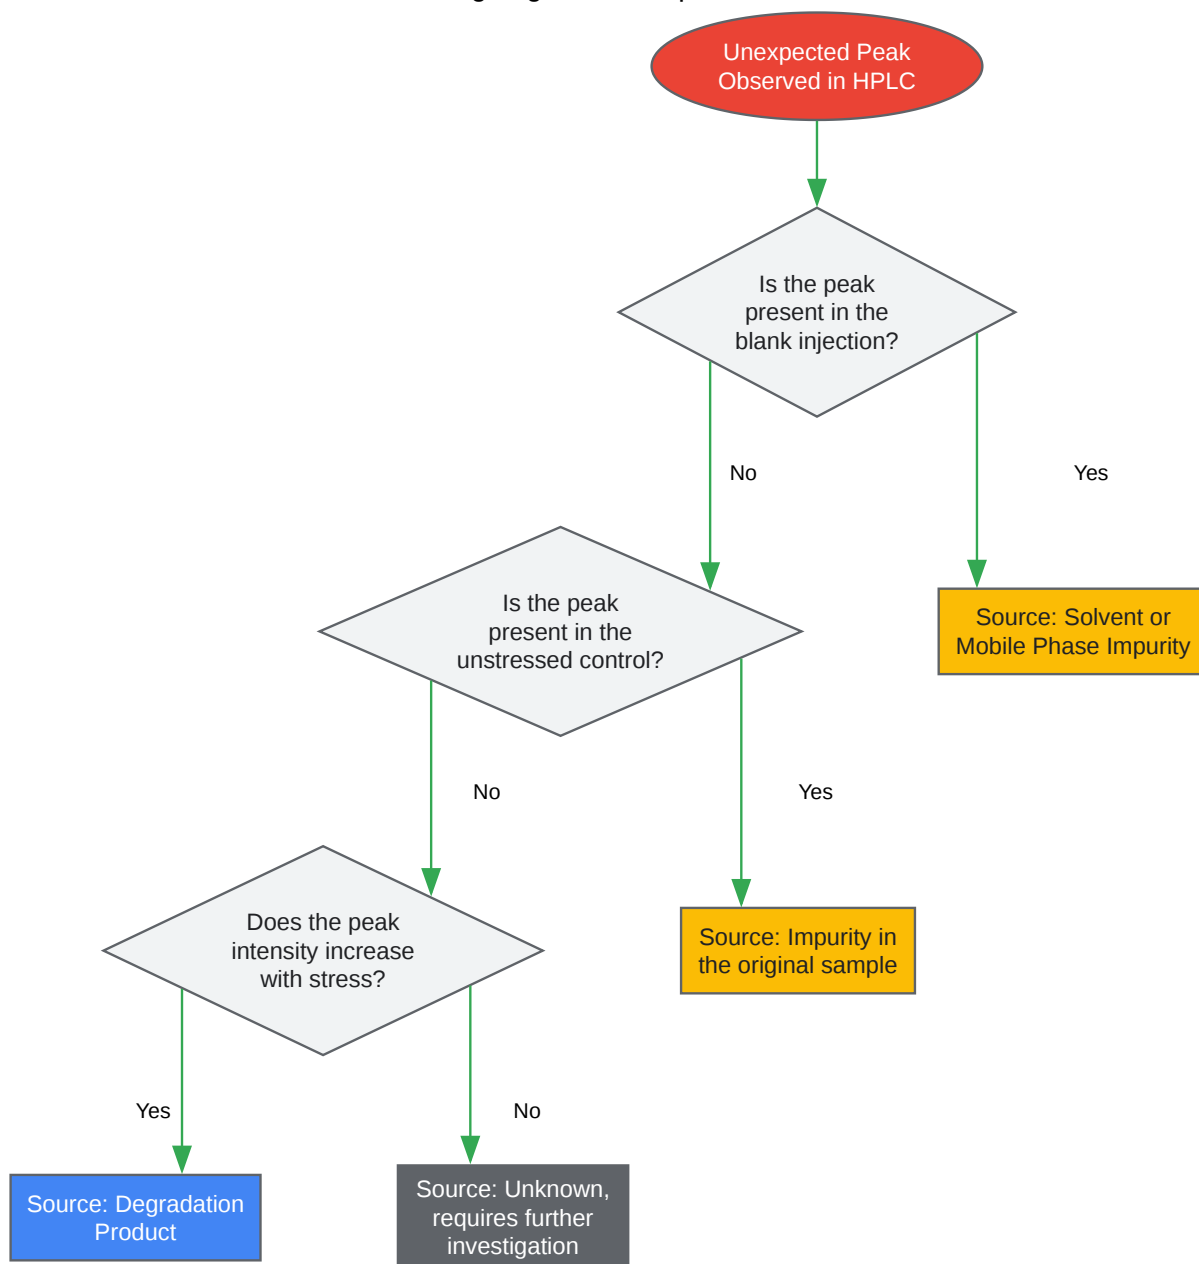 Unexpected Peak
Observed in HPLC
Is the peak
present in the
blank injection?
No
Yes
Is the peak
present in the
unstressed control?
Source: Solvent or
Mobile Phase Impurity
No
Yes
Does the peak
intensity increase
with stress?
Source: Impurity in
the original sample
Yes
No
Source: Degradation
Product
Source: Unknown,
requires further
investigation